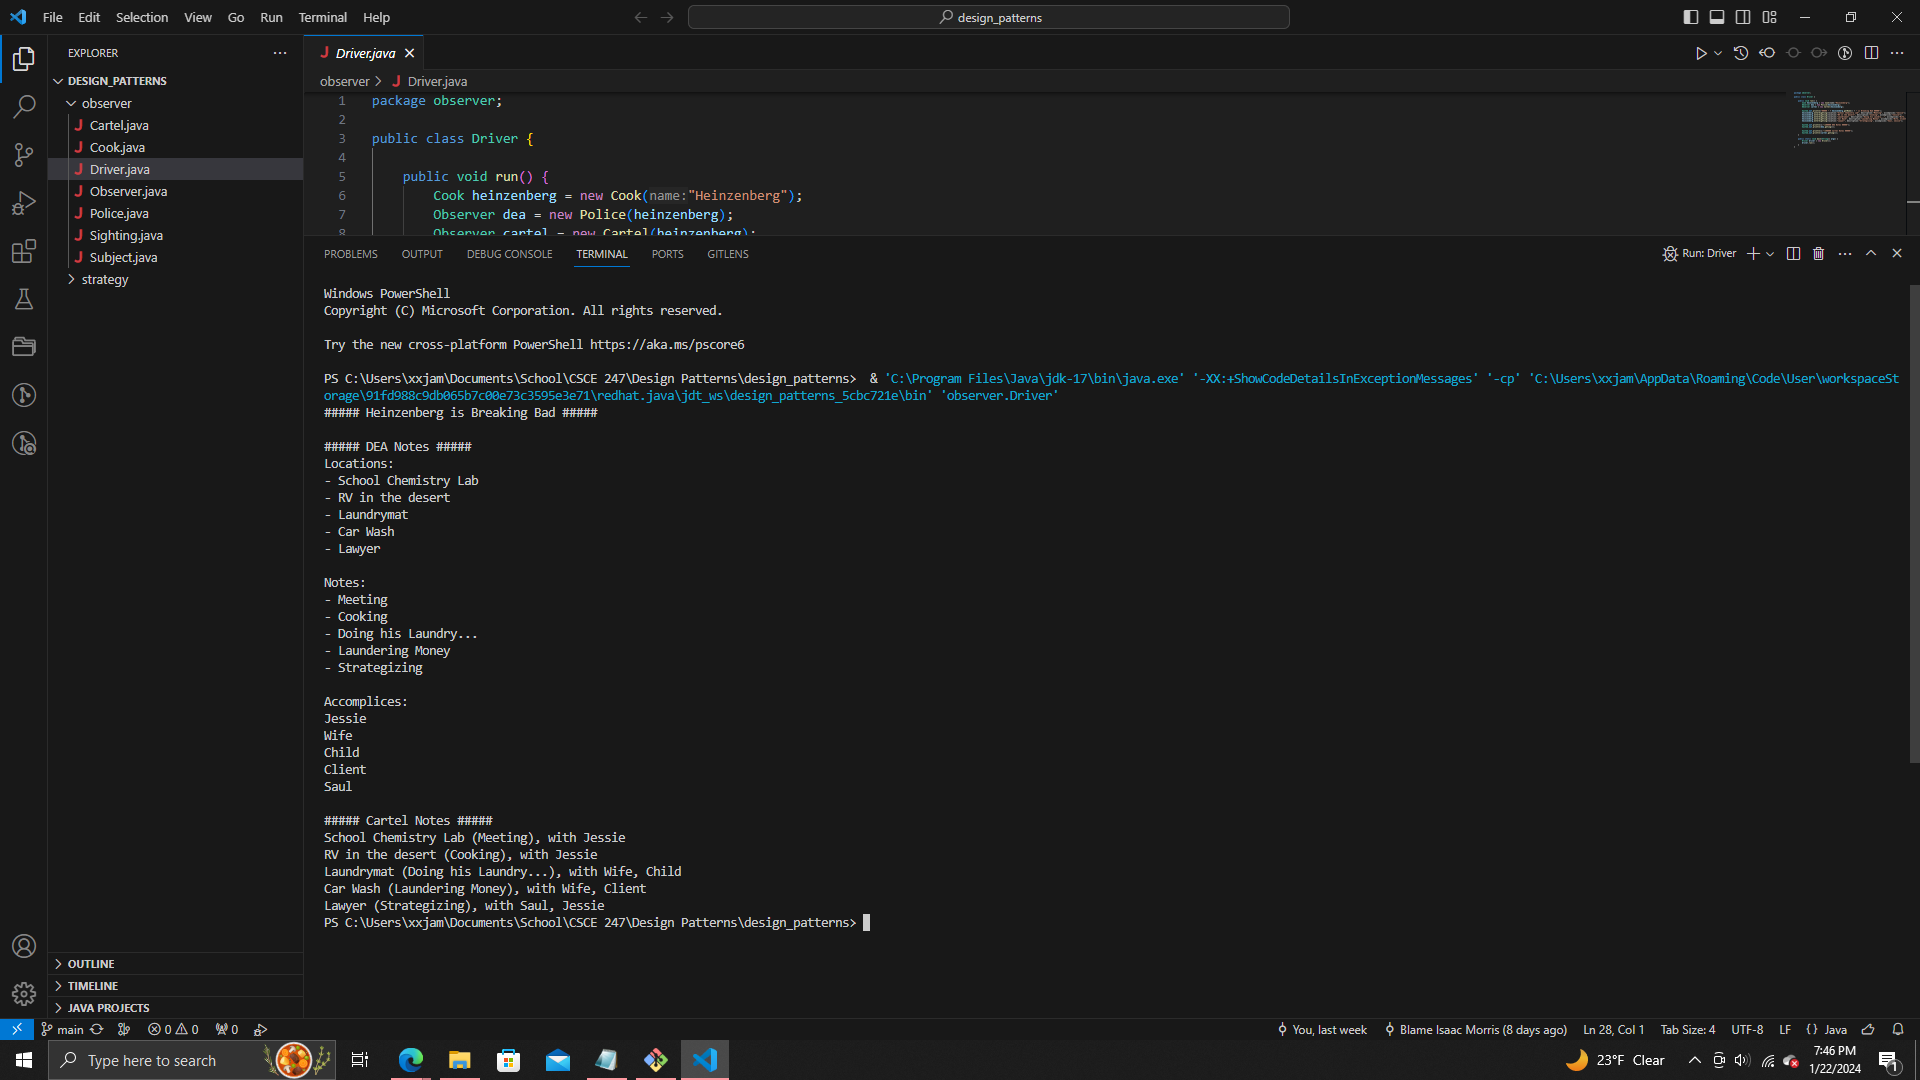 File Edit Selection View Go Run Terminal Help
design_patterns
EXPLORER
DESIGN_PATTERNS
observer
Cartel.java
Cook.java
Driver.java
Observer.java
Police.java
Sighting.java
Subject.java
strategy
OUTLINE
TIMELINE
JAVA PROJECTS
Driver.java
observer > Driver.java
1 package observer;
2
3 public class Driver {
4
5 public void run() {
6 Cook heinzenberg = new Cook(name:"Heinzenberg");
7 Observer dea = new Police(heinzenberg);
8 Observer cartel = new Cartel(heinzenberg);
PROBLEMS OUTPUT DEBUG CONSOLE TERMINAL PORTS GITLENS
Run: Driver
Windows PowerShell
Copyright (C) Microsoft Corporation. All rights reserved.
Try the new cross-platform PowerShell https://aka.ms/pscore6
PS C:\Users\xxjam\Documents\School\CSCE 247\Design Patterns\design_patterns>  & 'C:\Program Files\Java\jdk-17\bin\java.exe' '-XX:+ShowCodeDetailsInExceptionMessages' '-cp' 'C:\Users\xxjam\AppData\Roaming\Code\User\workspaceSt
orage\91fd988c9db065b7c00e73c3595e3e71\redhat.java\jdt_ws\design_patterns_5cbc721e\bin' 'observer.Driver'
##### Heinzenberg is Breaking Bad #####
##### DEA Notes #####
Locations:
- School Chemistry Lab
- RV in the desert
- Laundrymat
- Car Wash
- Lawyer
Notes:
- Meeting
- Cooking
- Doing his Laundry...
- Laundering Money
- Strategizing
Accomplices:
Jessie
Wife
Child
Client
Saul
##### Cartel Notes #####
School Chemistry Lab (Meeting), with Jessie
RV in the desert (Cooking), with Jessie
Laundrymat (Doing his Laundry...), with Wife, Child
Car Wash (Laundering Money), with Wife, Client
Lawyer (Strategizing), with Saul, Jessie
PS C:\Users\xxjam\Documents\School\CSCE 247\Design Patterns\design_patterns>
main 0 0 0 You, last week Blame Isaac Morris (8 days ago) Ln 28, Col 1 Tab Size: 4 UTF-8 LF {} Java
Type here to search
23°F Clear
7:46 PM
1/22/2024
1